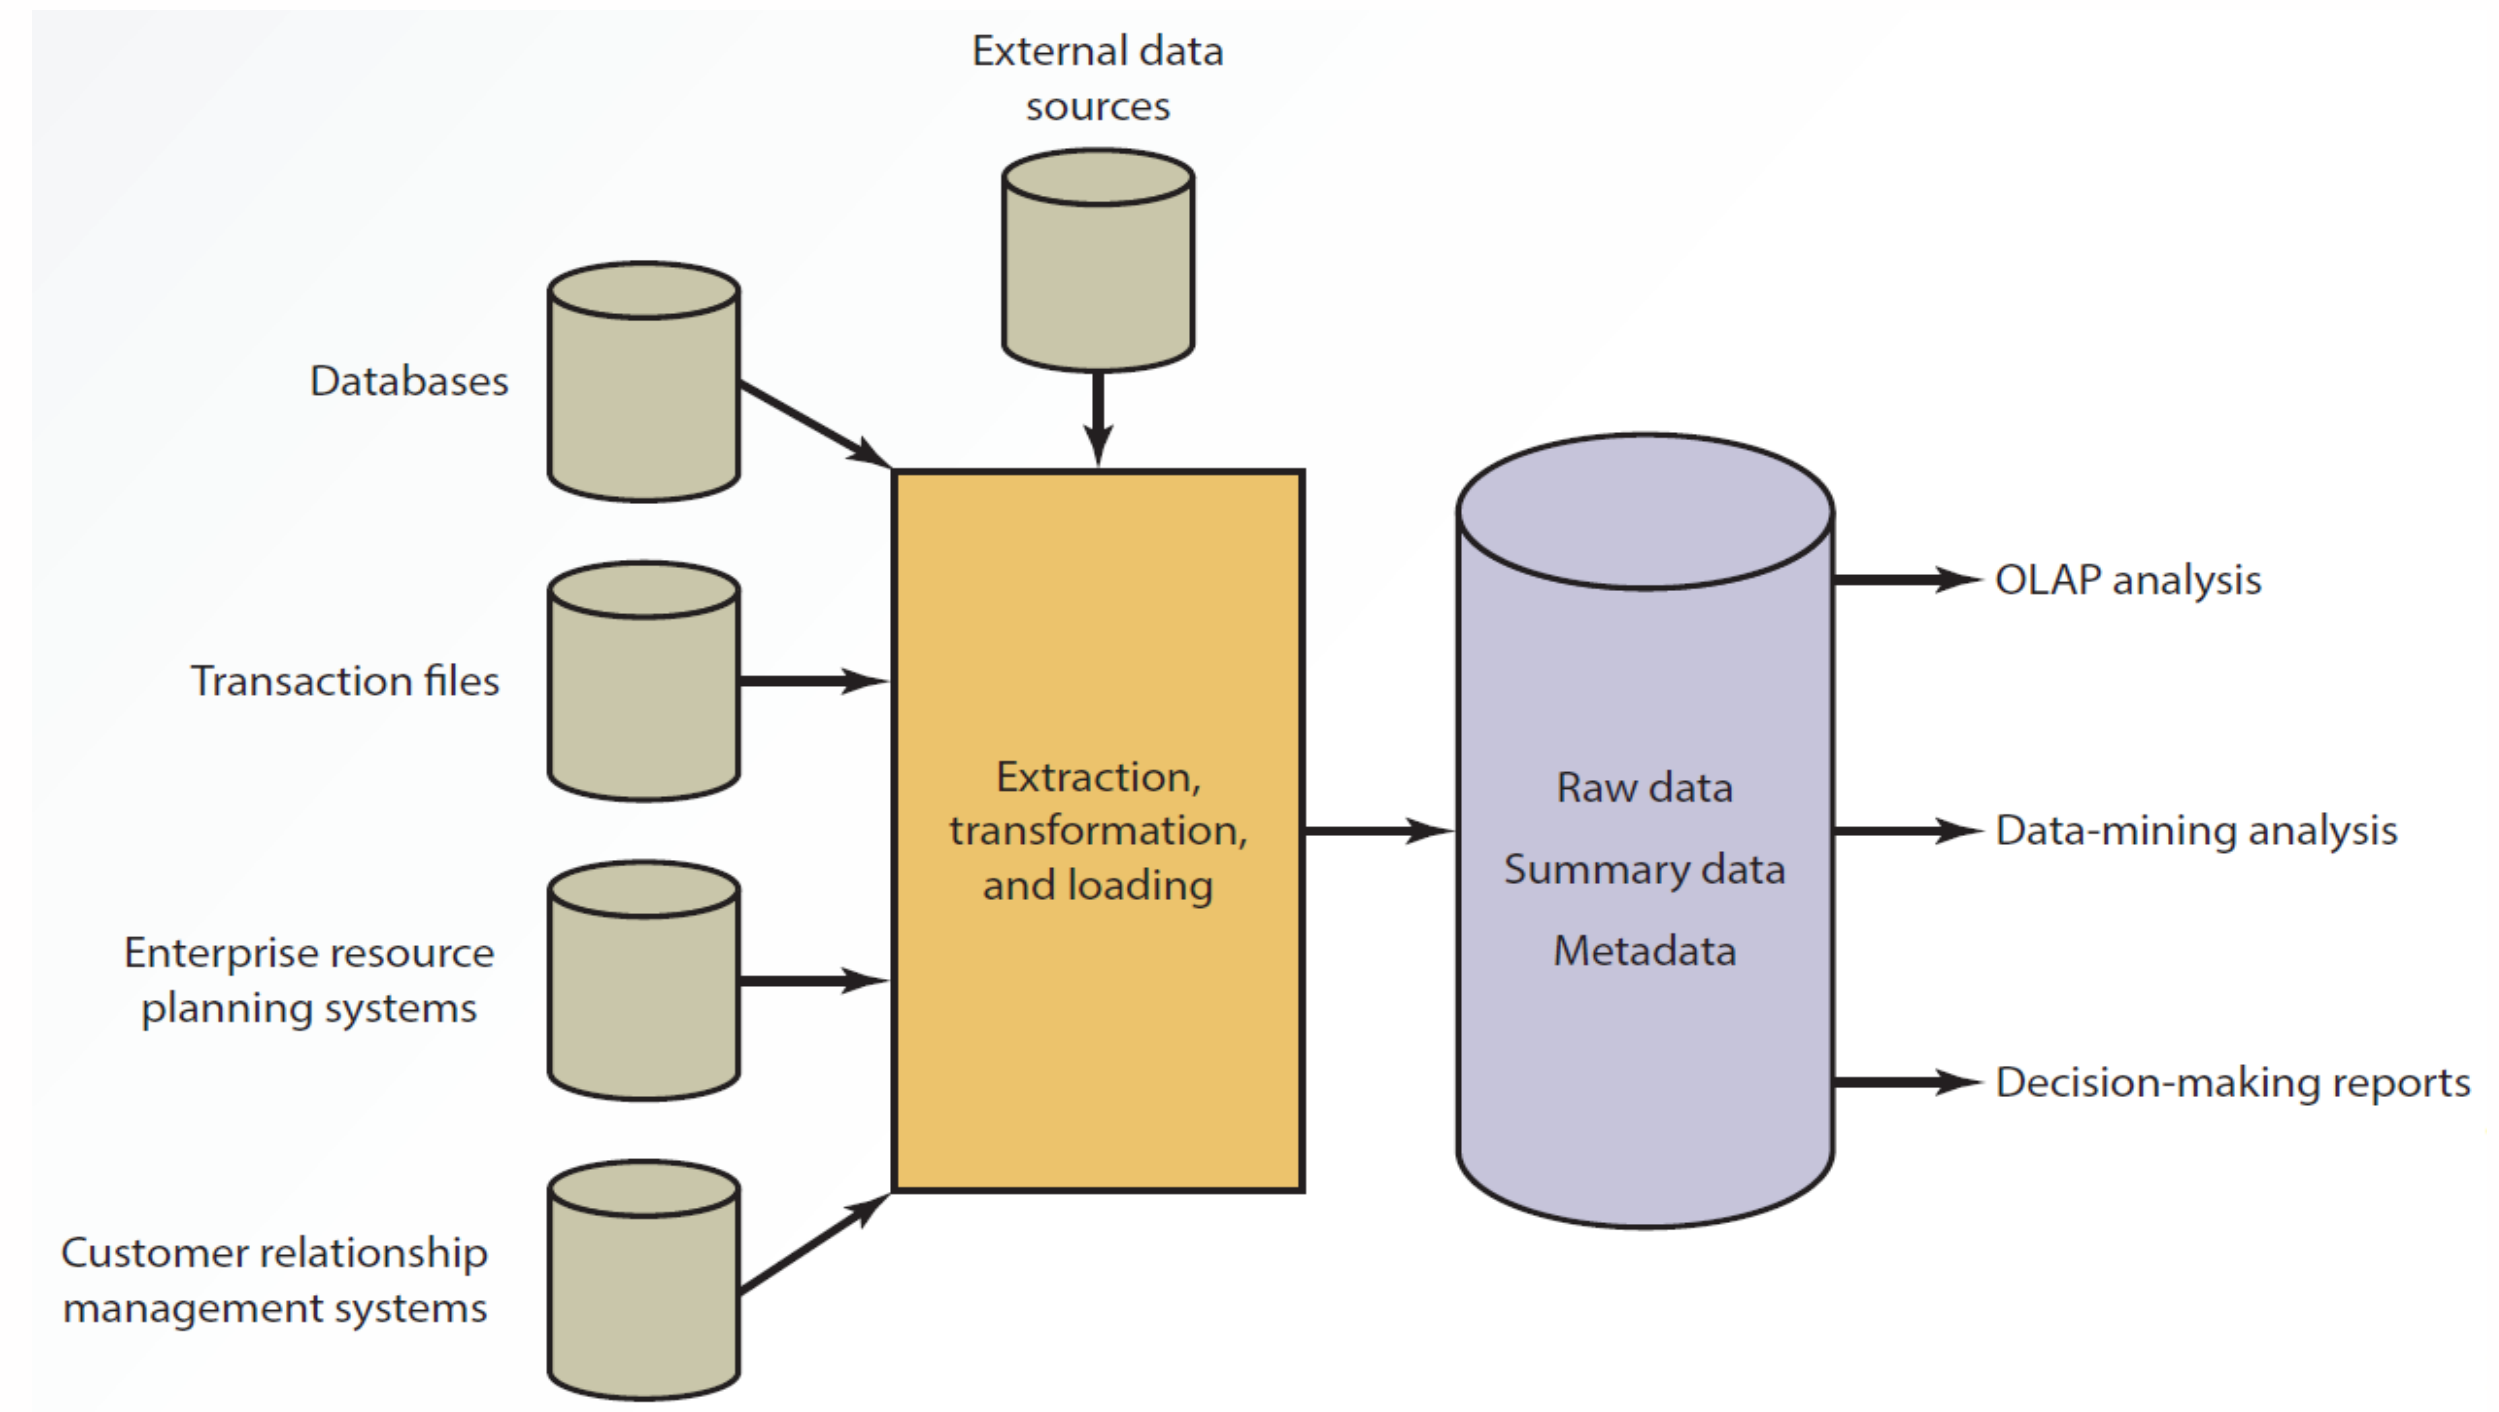 External data
sources
Databases
Transaction files
Enterprise resource
planning systems
Customer relationship
management systems
Extraction,
transformation,
and loading
Raw data
Summary data
Metadata
OLAP analysis
Data-mining analysis
Decision-making reports